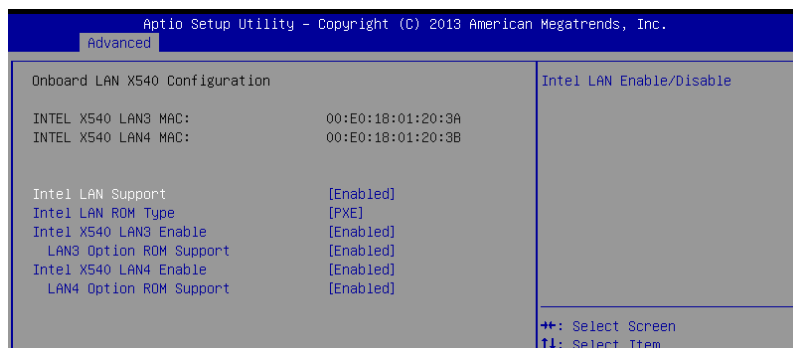 Aptio Setup Utility – Copyright (C) 2013 American Megatrends, Inc.
Advanced
Onboard LAN X540 Configuration
INTEL X540 LAN3 MAC: 00:E0:18:01:20:3A
INTEL X540 LAN4 MAC: 00:E0:18:01:20:3B
Intel LAN Support [Enabled]
Intel LAN ROM Type [PXE]
Intel X540 LAN3 Enable [Enabled]
LAN3 Option ROM Support [Enabled]
Intel X540 LAN4 Enable [Enabled]
LAN4 Option ROM Support [Enabled]
Intel LAN Enable/Disable
→←: Select Screen
↑↓: Select Item